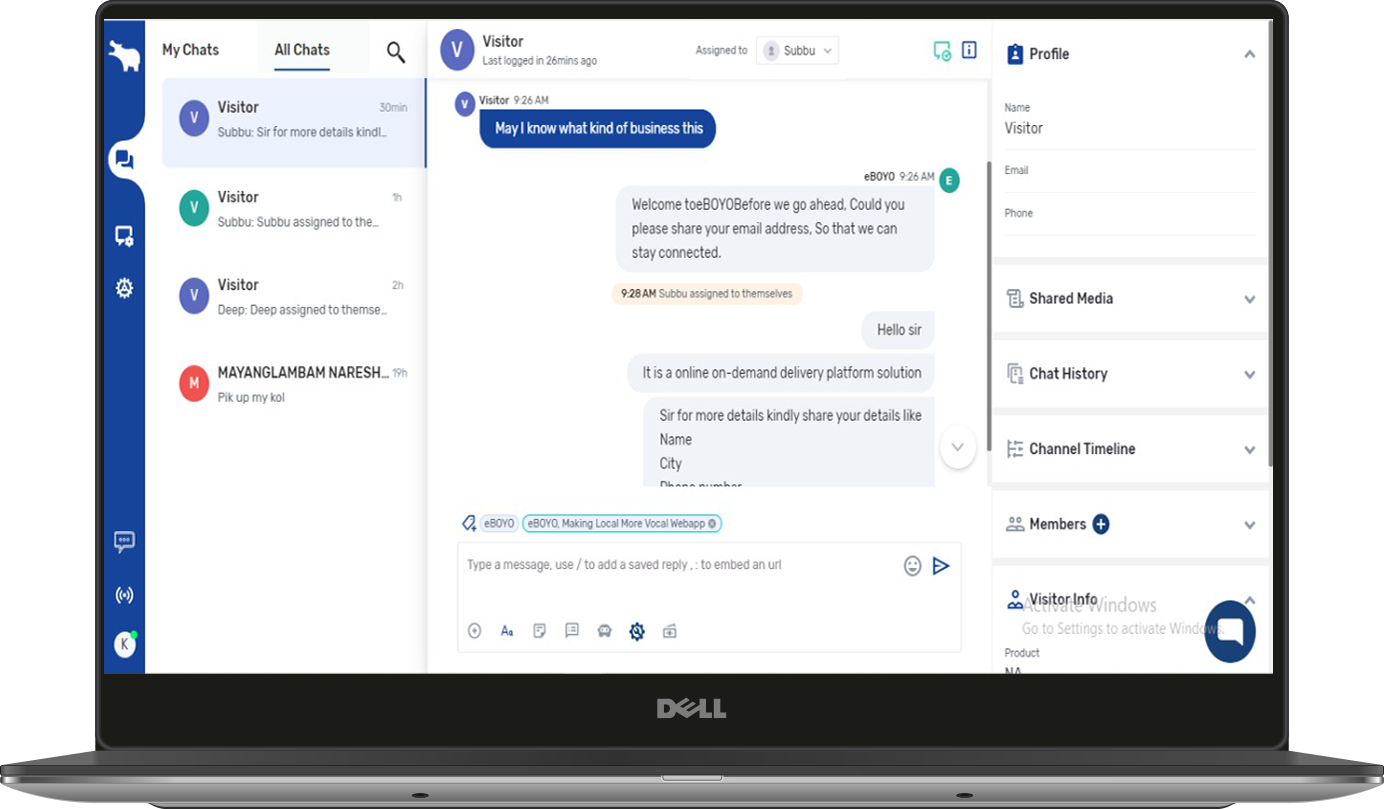 My Chats
All Chats
V
Visitor
30min
Subbu: Sir for more details kindl...
V
Visitor
1h
Subbu: Subbu assigned to the...
V
Visitor
2h
Deep: Deep assigned to themse...
M
MAYANGLAMBAM NARESH...
19h
Pik up my kol
K
V
Visitor
Last logged in 26mins ago
Assigned to
Subbu
V
Visitor 9:26 AM
May I know what kind of business this
eBOYO 9:26 AM
E
Welcome toeBOYOBefore we go ahead, Could you
please share your email address, So that we can
stay connected.
9:28 AM Subbu assigned to themselves
Hello sir
It is a online on-demand delivery platform solution
Sir for more details kindly share your details like
Name
City
Phone number
eBOYO
eBOYO, Making Local More Vocal Webapp
Type a message, use / to add a saved reply , : to embed an url
Aa
Profile
Name
Visitor
Email
Phone
Shared Media
Chat History
Channel Timeline
Members
Visitor Info
Activate Windows
Go to Settings to activate Windows.
Product
NA
DELL